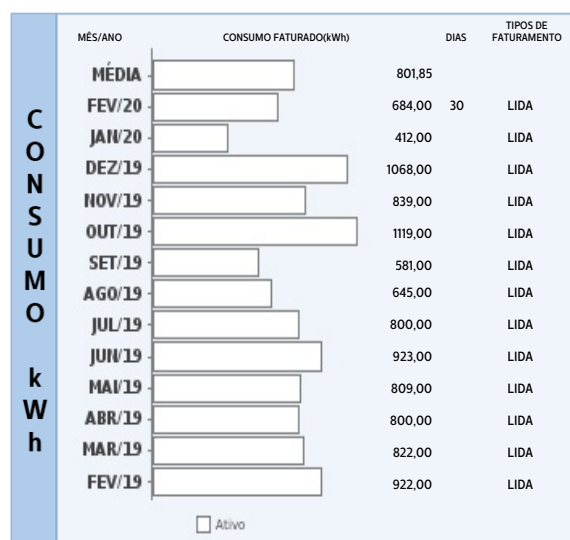 MÊS/ANO CONSUMO FATURADO(kWh) DIAS TIPOS DE FATURAMENTO
MÉDIA 801,85
FEV/20 684,00 30 LIDA
JAN/20 412,00 LIDA
DEZ/19 1068,00 LIDA
NOV/19 839,00 LIDA
OUT/19 1119,00 LIDA
SET/19 581,00 LIDA
AGO/19 645,00 LIDA
JUL/19 800,00 LIDA
JUN/19 923,00 LIDA
MAI/19 809,00 LIDA
ABR/19 800,00 LIDA
MAR/19 822,00 LIDA
FEV/19 922,00 LIDA
Ativo
CONSUMO kWh